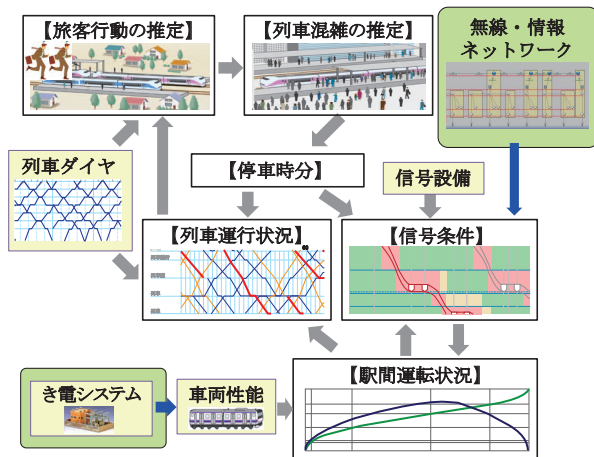 【旅客行動の推定】
【列車混雑の推定】
無線・情報
ネットワーク
列車ダイヤ
【停車時分】
信号設備
【列車運行状況】
【信号条件】
【駅間運転状況】
き電システム
車両性能